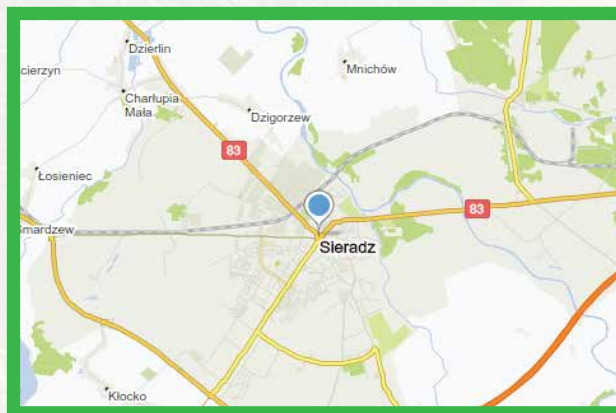 Dzierlin
cierzyn
Mnichów
Charłupia
Mała
Dzigorzew
83
Łosieniec
83
Smardzew
Sieradz
Kłocko